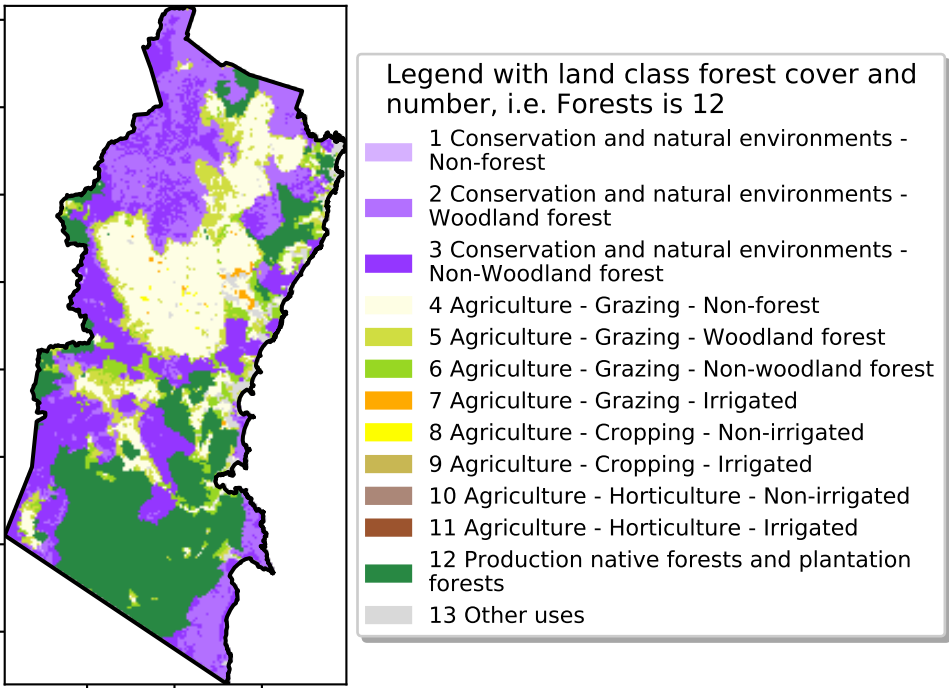 Legend with land class forest cover and
number, i.e. Forests is 12
1 Conservation and natural environments -
Non-forest
2 Conservation and natural environments -
Woodland forest
3 Conservation and natural environments -
Non-Woodland forest
4 Agriculture - Grazing - Non-forest
5 Agriculture - Grazing - Woodland forest
6 Agriculture - Grazing - Non-woodland forest
7 Agriculture - Grazing - Irrigated
8 Agriculture - Cropping - Non-irrigated
9 Agriculture - Cropping - Irrigated
10 Agriculture - Horticulture - Non-irrigated
11 Agriculture - Horticulture - Irrigated
12 Production native forests and plantation
forests
13 Other uses